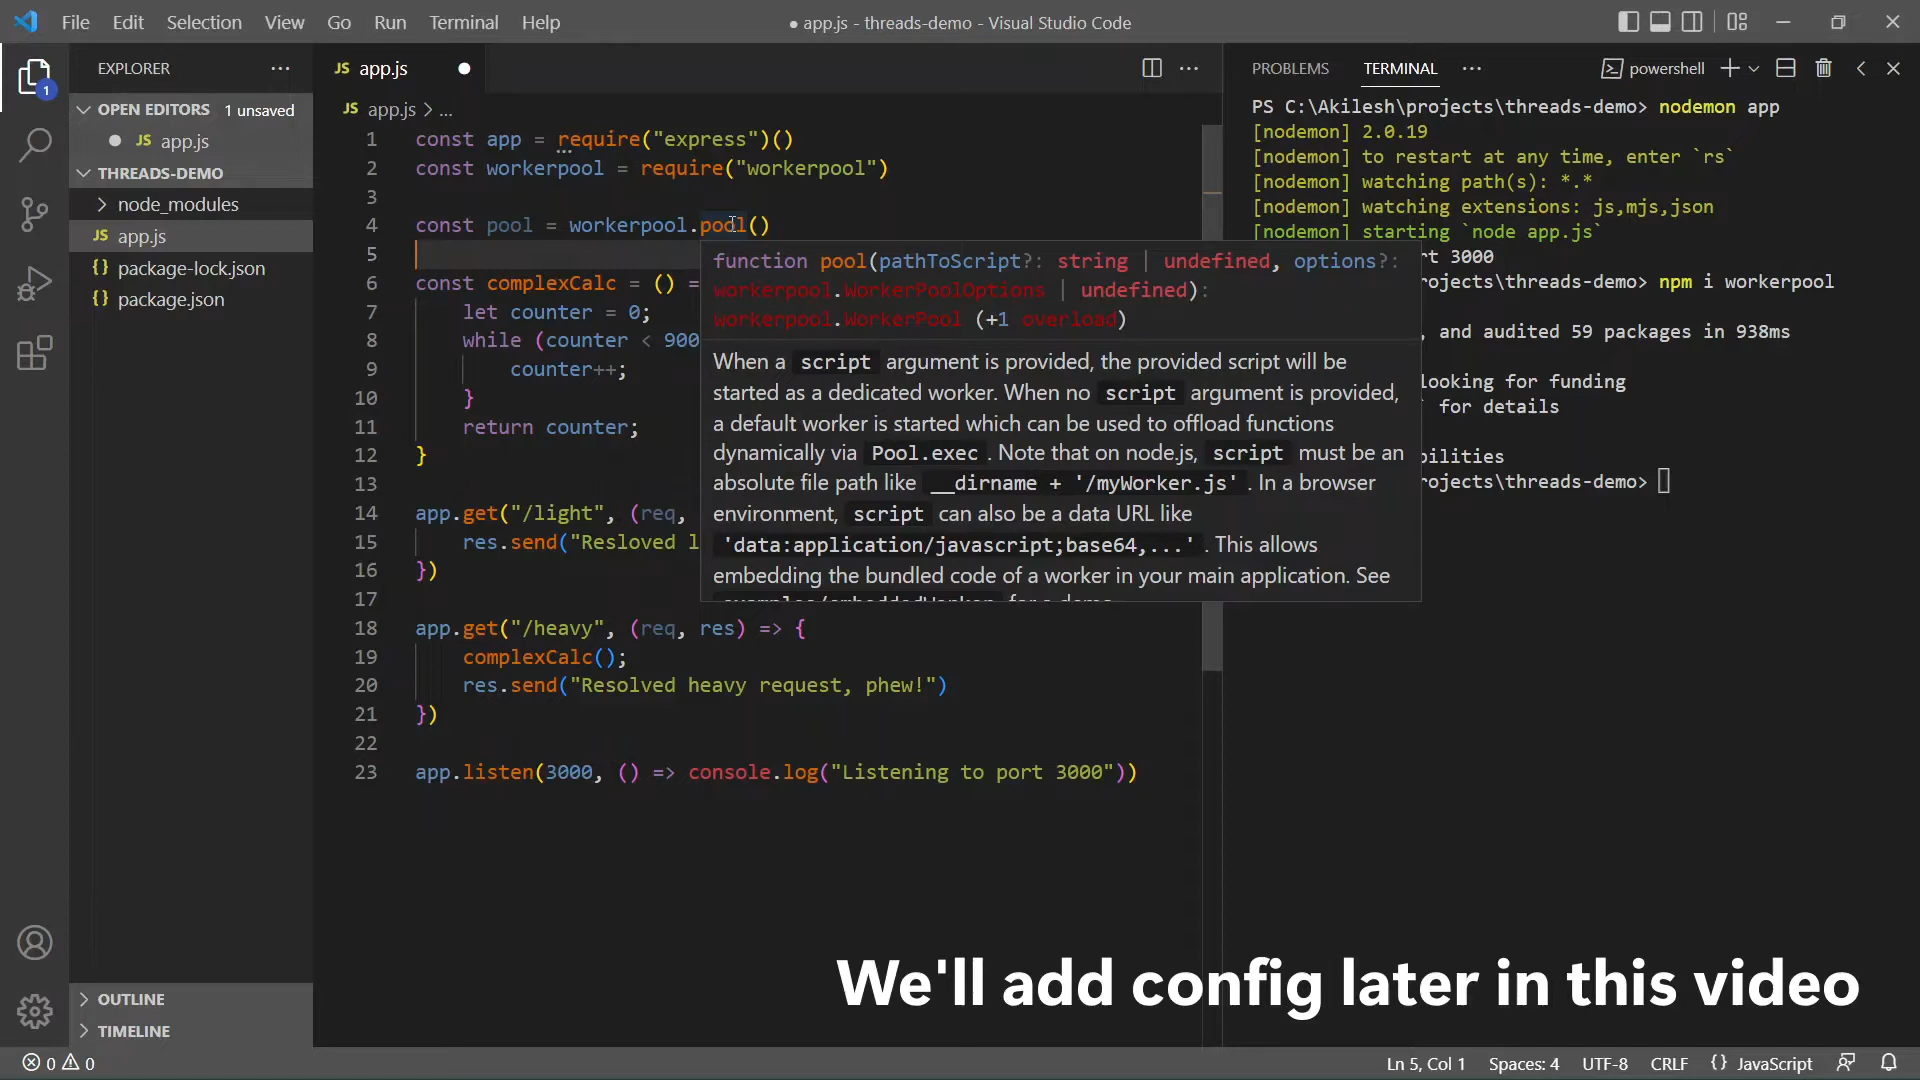 File Edit Selection View Go Run Terminal Help
● app.js - threads-demo - Visual Studio Code
EXPLORER
OPEN EDITORS 1 unsaved
JS app.js
THREADS-DEMO
node_modules
JS app.js
{} package-lock.json
{} package.json
OUTLINE
TIMELINE
1
JS app.js
JS app.js > ...
1 const app = require("express")()
2 const workerpool = require("workerpool")
3
4 const pool = workerpool.pool()
5
6 const complexCalc = () =
7 let counter = 0;
8 while (counter < 900
9 counter++;
10 }
11 return counter;
12 }
13
14 app.get("/light", (req,
15 res.send("Resloved l
16 })
17
18 app.get("/heavy", (req, res) => {
19 complexCalc();
20 res.send("Resolved heavy request, phew!")
21 })
22
23 app.listen(3000, () => console.log("Listening to port 3000"))
function pool(pathToScript?: string | undefined, options?:
workerpool.WorkerPoolOptions | undefined):
workerpool.WorkerPool (+1 overload)
When a script argument is provided, the provided script will be
started as a dedicated worker. When no script argument is provided,
a default worker is started which can be used to offload functions
dynamically via Pool.exec . Note that on node.js, script must be an
absolute file path like __dirname + '/myWorker.js' . In a browser
environment, script can also be a data URL like
'data:application/javascript;base64,...' . This allows
embedding the bundled code of a worker in your main application. See
PROBLEMS TERMINAL ... powershell
PS C:\Akilesh\projects\threads-demo> nodemon app
[nodemon] 2.0.19
[nodemon] to restart at any time, enter `rs`
[nodemon] watching path(s): *.*
[nodemon] watching extensions: js,mjs,json
[nodemon] starting `node app.js`
rt 3000
rojects\threads-demo> npm i workerpool
, and audited 59 packages in 938ms
looking for funding
` for details
bilities
rojects\threads-demo>
We'll add config later in this video
0 0
Ln 5, Col 1 Spaces: 4 UTF-8 CRLF {} JavaScript